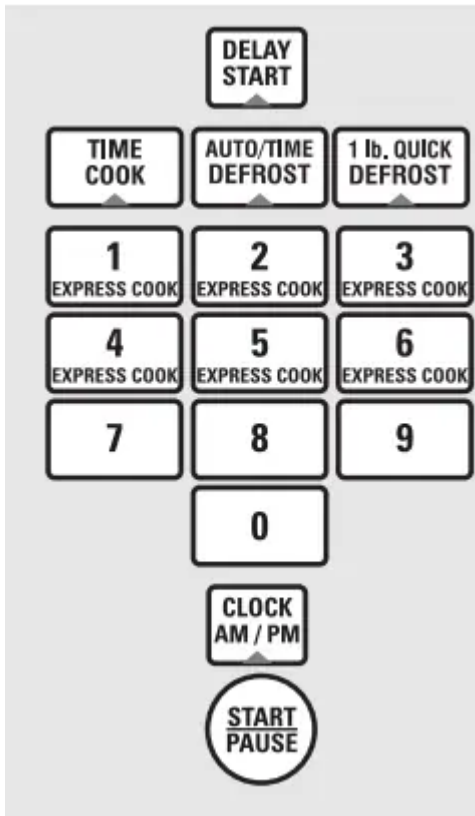 DELAY
START
TIME
COOK
AUTO/TIME
DEFROST
1 lb. QUICK
DEFROST
1
EXPRESS COOK
2
EXPRESS COOK
3
EXPRESS COOK
4
EXPRESS COOK
5
EXPRESS COOK
6
EXPRESS COOK
7
8
9
0
CLOCK
AM / PM
START
PAUSE